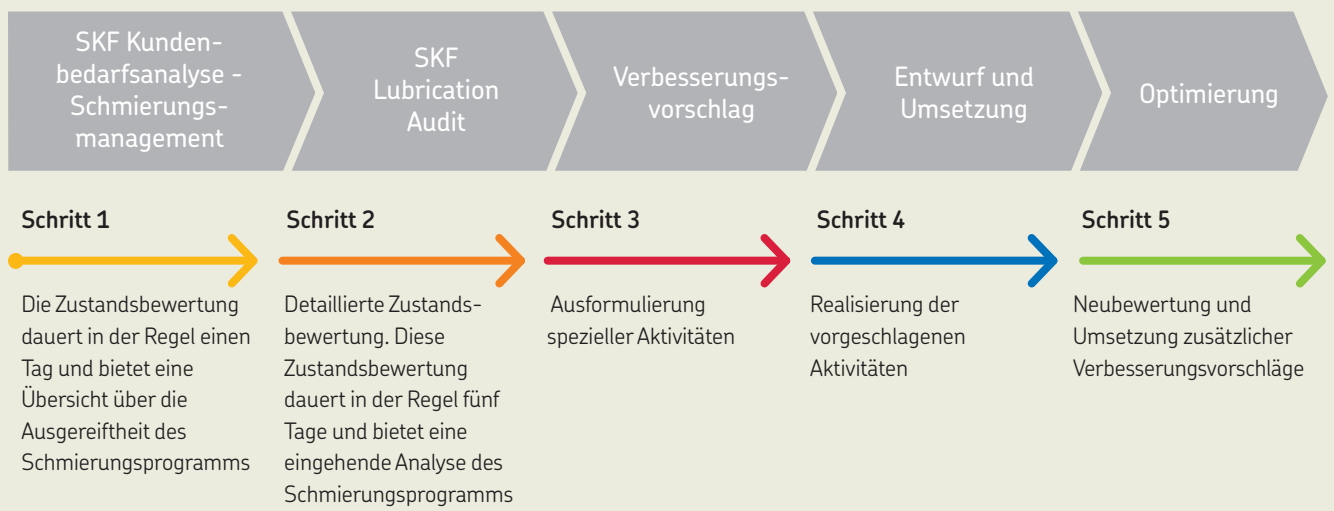 SKF Kunden-
bedarfsanalyse -
Schmierungs-
management
SKF
Lubrication
Audit
Verbesserungs-
vorschlag
Entwurf und
Umsetzung
Optimierung
Schritt 1
Die Zustandsbewertung
dauert in der Regel einen
Tag und bietet eine
Übersicht über die
Ausgereiftheit des
Schmierungsprogramms
Schritt 2
Detaillierte Zustands-
bewertung. Diese
Zustandsbewertung
dauert in der Regel fünf
Tage und bietet eine
eingehende Analyse des
Schmierungsprogramms
Schritt 3
Ausformulierung
spezieller Aktivitäten
Schritt 4
Realisierung der
vorgeschlagenen
Aktivitäten
Schritt 5
Neubewertung und
Umsetzung zusätzlicher
Verbesserungsvorschläge